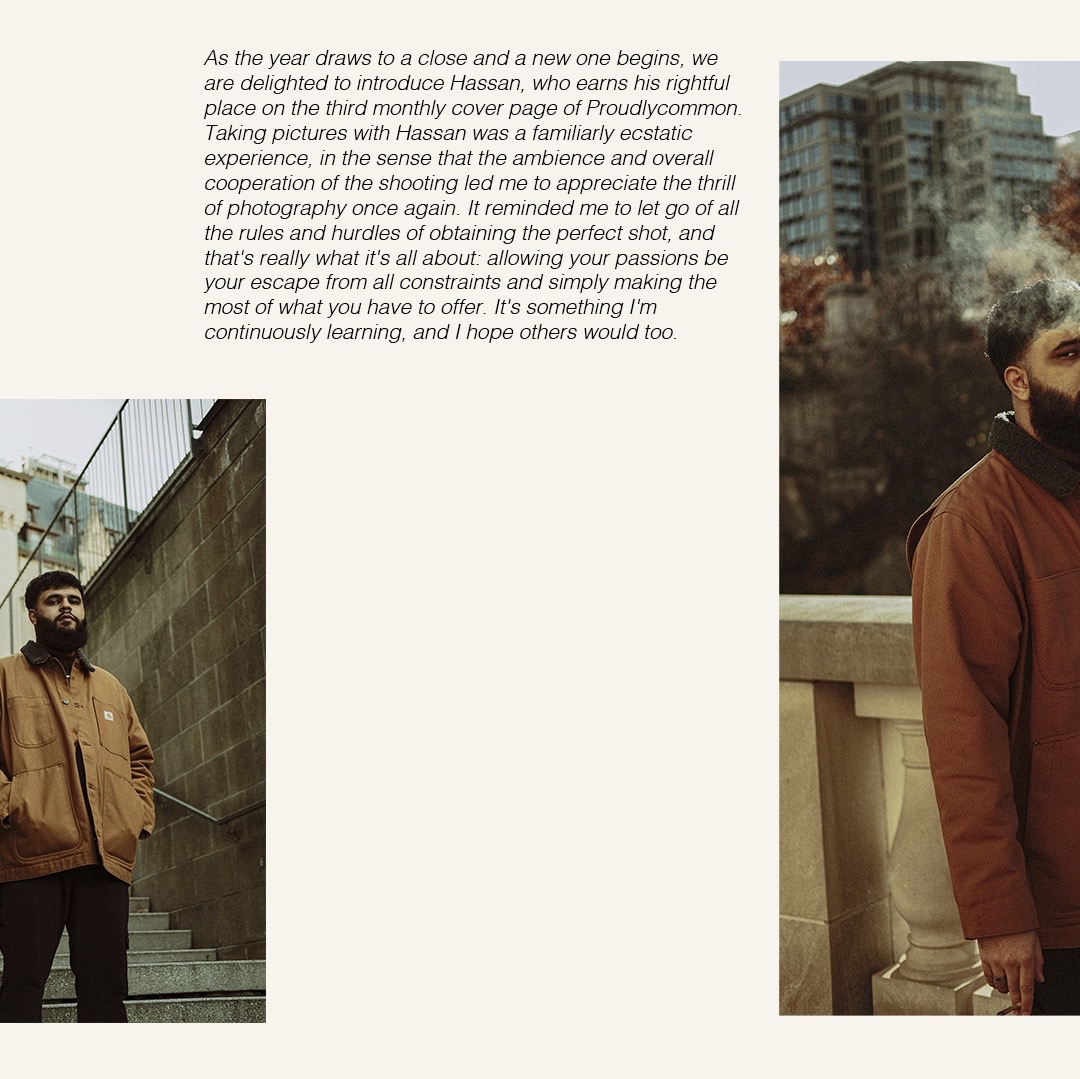 As the year draws to a close and a new one begins, we
are delighted to introduce Hassan, who earns his rightful
place on the third monthly cover page of Proudlycommon.
Taking pictures with Hassan was a familiarly ecstatic
experience, in the sense that the ambience and overall
cooperation of the shooting led me to appreciate the thrill
of photography once again. It reminded me to let go of all
the rules and hurdles of obtaining the perfect shot, and
that's really what it's all about: allowing your passions be
your escape from all constraints and simply making the
most of what you have to offer. It's something I'm
continuously learning, and I hope others would too.